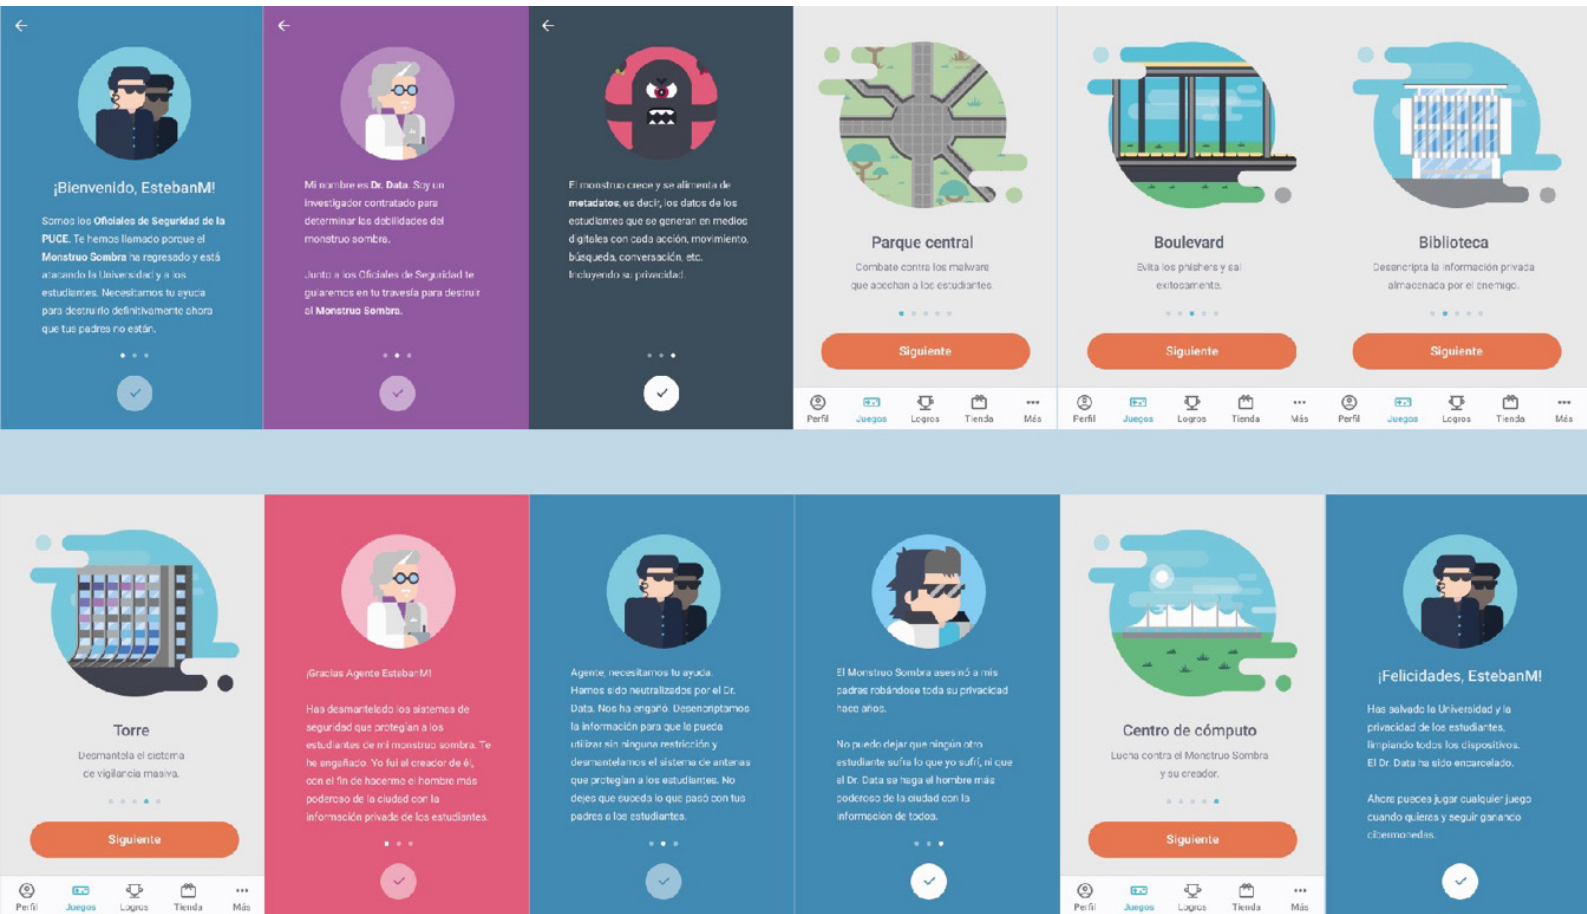 ¡Bienvenido, EstebanM!
Somos los Oficiales de Seguridad de la
PUCE. Te hemos llamado porque el
Monstruo Sombra ha regresado y está
atacando la Universidad y a los
estudiantes. Necesitamos tu ayuda
para destruirlo definitivamente ahora
que tus padres no están.
Mi nombre es Dr. Data. Soy un
investigador contratado para
determinar las debilidades del
monstruo sombra.
Junto a los Oficiales de Seguridad te
guiaremos en tu travesía para destruir
al Monstruo Sombra.
El monstruo crece y se alimenta de
metadatos, es decir, los datos de los
estudiantes que se generan en medios
digitales con cada acción, movimiento,
búsqueda, conversación, etc.
Incluyendo su privacidad.
Parque central
Combate contra los malware
que acechan a los estudiantes.
Siguiente
Perfil Juegos Logros Tienda Más
Boulevard
Evita los phishers y sal
exitosamente.
Siguiente
Perfil Juegos Logros Tienda Más
Biblioteca
Desencripta la información privada
almacenada por el enemigo.
Siguiente
Perfil Juegos Logros Tienda Más
Torre
Desmantela el sistema
de vigilancia masiva.
Siguiente
Perfil Juegos Logros Tienda Más
¡Gracias Agente EstebanM!
Has desmantelado los sistemas de
seguridad que protegían a los
estudiantes de mi monstruo sombra. Te
he engañado. Yo fui el creador de él,
con el fin de hacerme el hombre más
poderoso de la ciudad con la
información privada de los estudiantes.
Agente, necesitamos tu ayuda.
Hemos sido neutralizados por el Dr.
Data. Nos ha engañó. Desencriptamos
la información para que la pueda
utilizar sin ninguna restricción y
desmantelamos el sistema de antenas
que protegían a los estudiantes. No
dejes que suceda lo que pasó con tus
padres a los estudiantes.
El Monstruo Sombra asesinó a mis
padres robándose toda su privacidad
hace años.
No puedo dejar que ningún otro
estudiante sufra lo que yo sufrí, ni que
el Dr. Data se haga el hombre más
poderoso de la ciudad con la
información de todos.
Centro de cómputo
Lucha contra el Monstruo Sombra
y su creador.
Siguiente
Perfil Juegos Logros Tienda Más
¡Felicidades, EstebanM!
Has salvado la Universidad y la
privacidad de los estudiantes,
limpiando todos los dispositivos.
El Dr. Data ha sido encarcelado.
Ahora puedes jugar cualquier juego
cuando quieras y seguir ganando
cibermonedas.